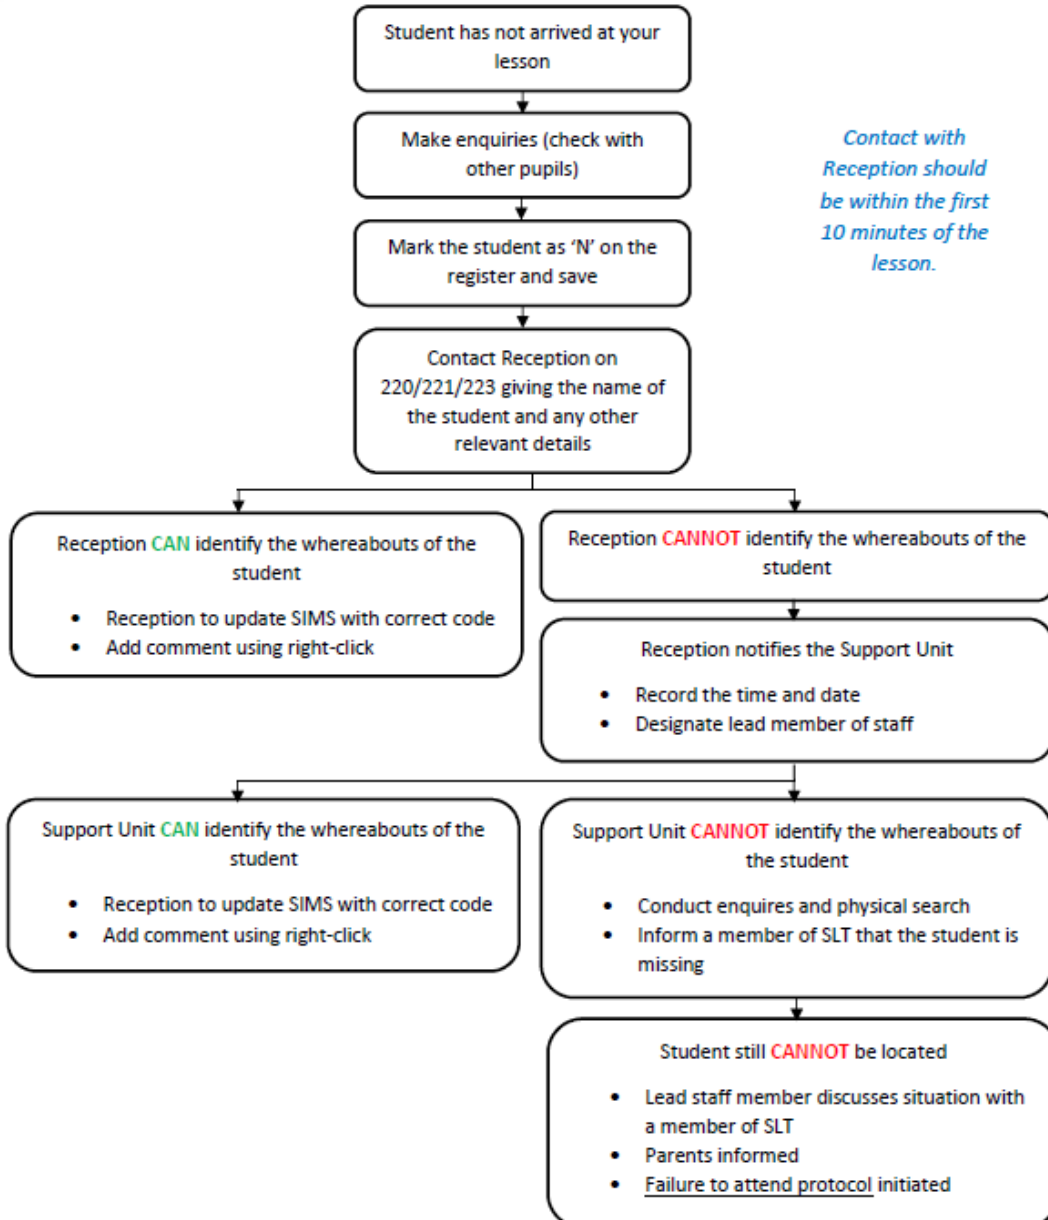 Student has not arrived at your
lesson
Make enquiries (check with
other pupils)
Contact with
Reception should
be within the first
10 minutes of the
lesson.
Mark the student as ‘N’ on the
register and save
Contact Reception on
220/221/223 giving the name of
the student and any other
relevant details
Reception CAN identify the whereabouts of the
student
• Reception to update SIMS with correct code
• Add comment using right-click
Reception CANNOT identify the whereabouts of the
student
Reception notifies the Support Unit
• Record the time and date
• Designate lead member of staff
Support Unit CAN identify the whereabouts of the
student
• Reception to update SIMS with correct code
• Add comment using right-click
Support Unit CANNOT identify the whereabouts of
the student
• Conduct enquires and physical search
• Inform a member of SLT that the student is
missing
Student still CANNOT be located
• Lead staff member discusses situation with
a member of SLT
• Parents informed
• Failure to attend protocol initiated